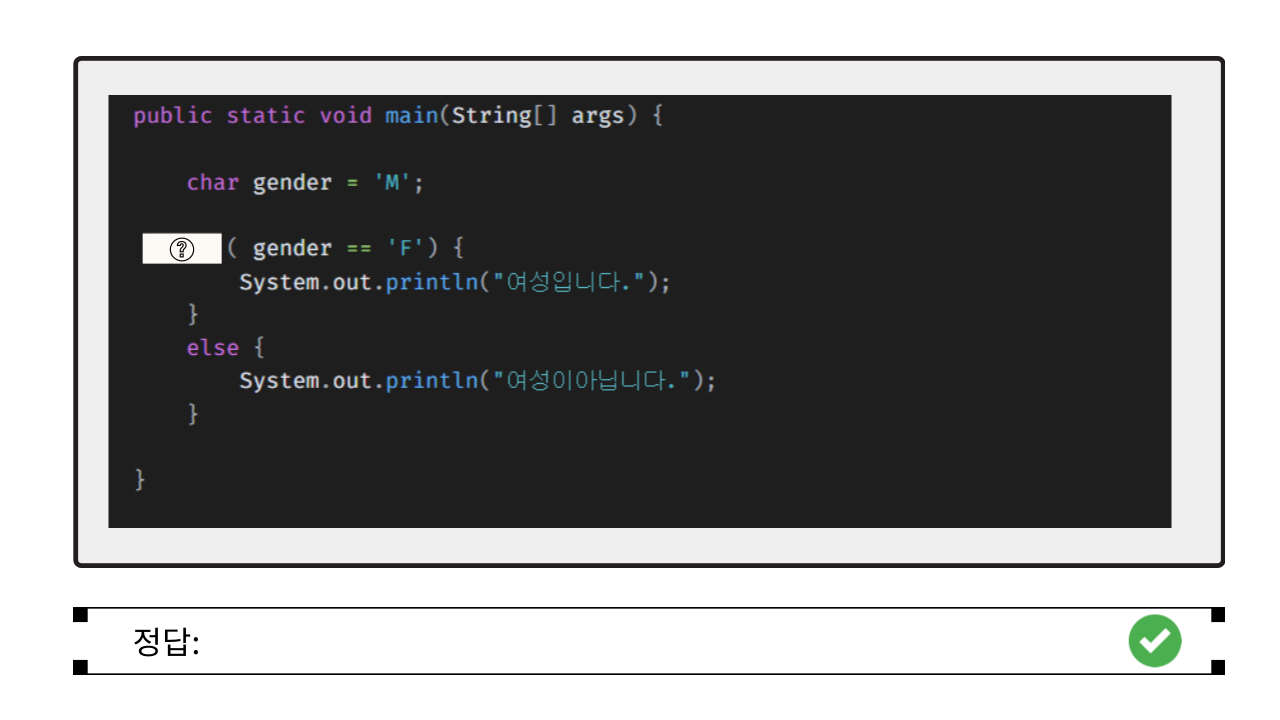 public static void main(String[] args) {
char gender = 'M';
? ( gender == 'F') {
System.out.println("여성입니다.");
}
else {
System.out.println("여성이아닙니다.");
}
}
정답: